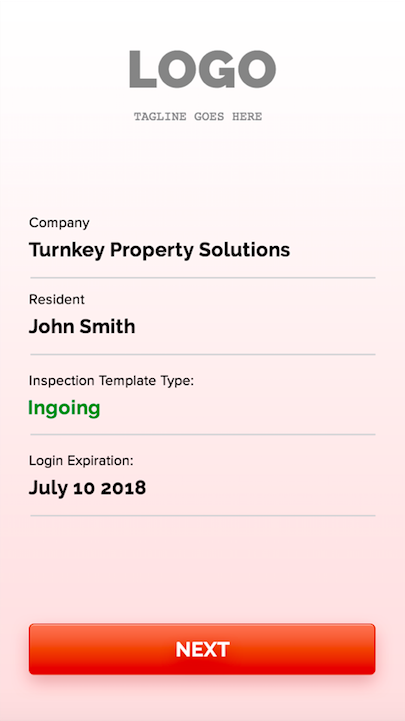 LOGO
TAGLINE GOES HERE
Company
Turnkey Property Solutions
Resident
John Smith
Inspection Template Type:
Ingoing
Login Expiration:
July 10 2018
NEXT